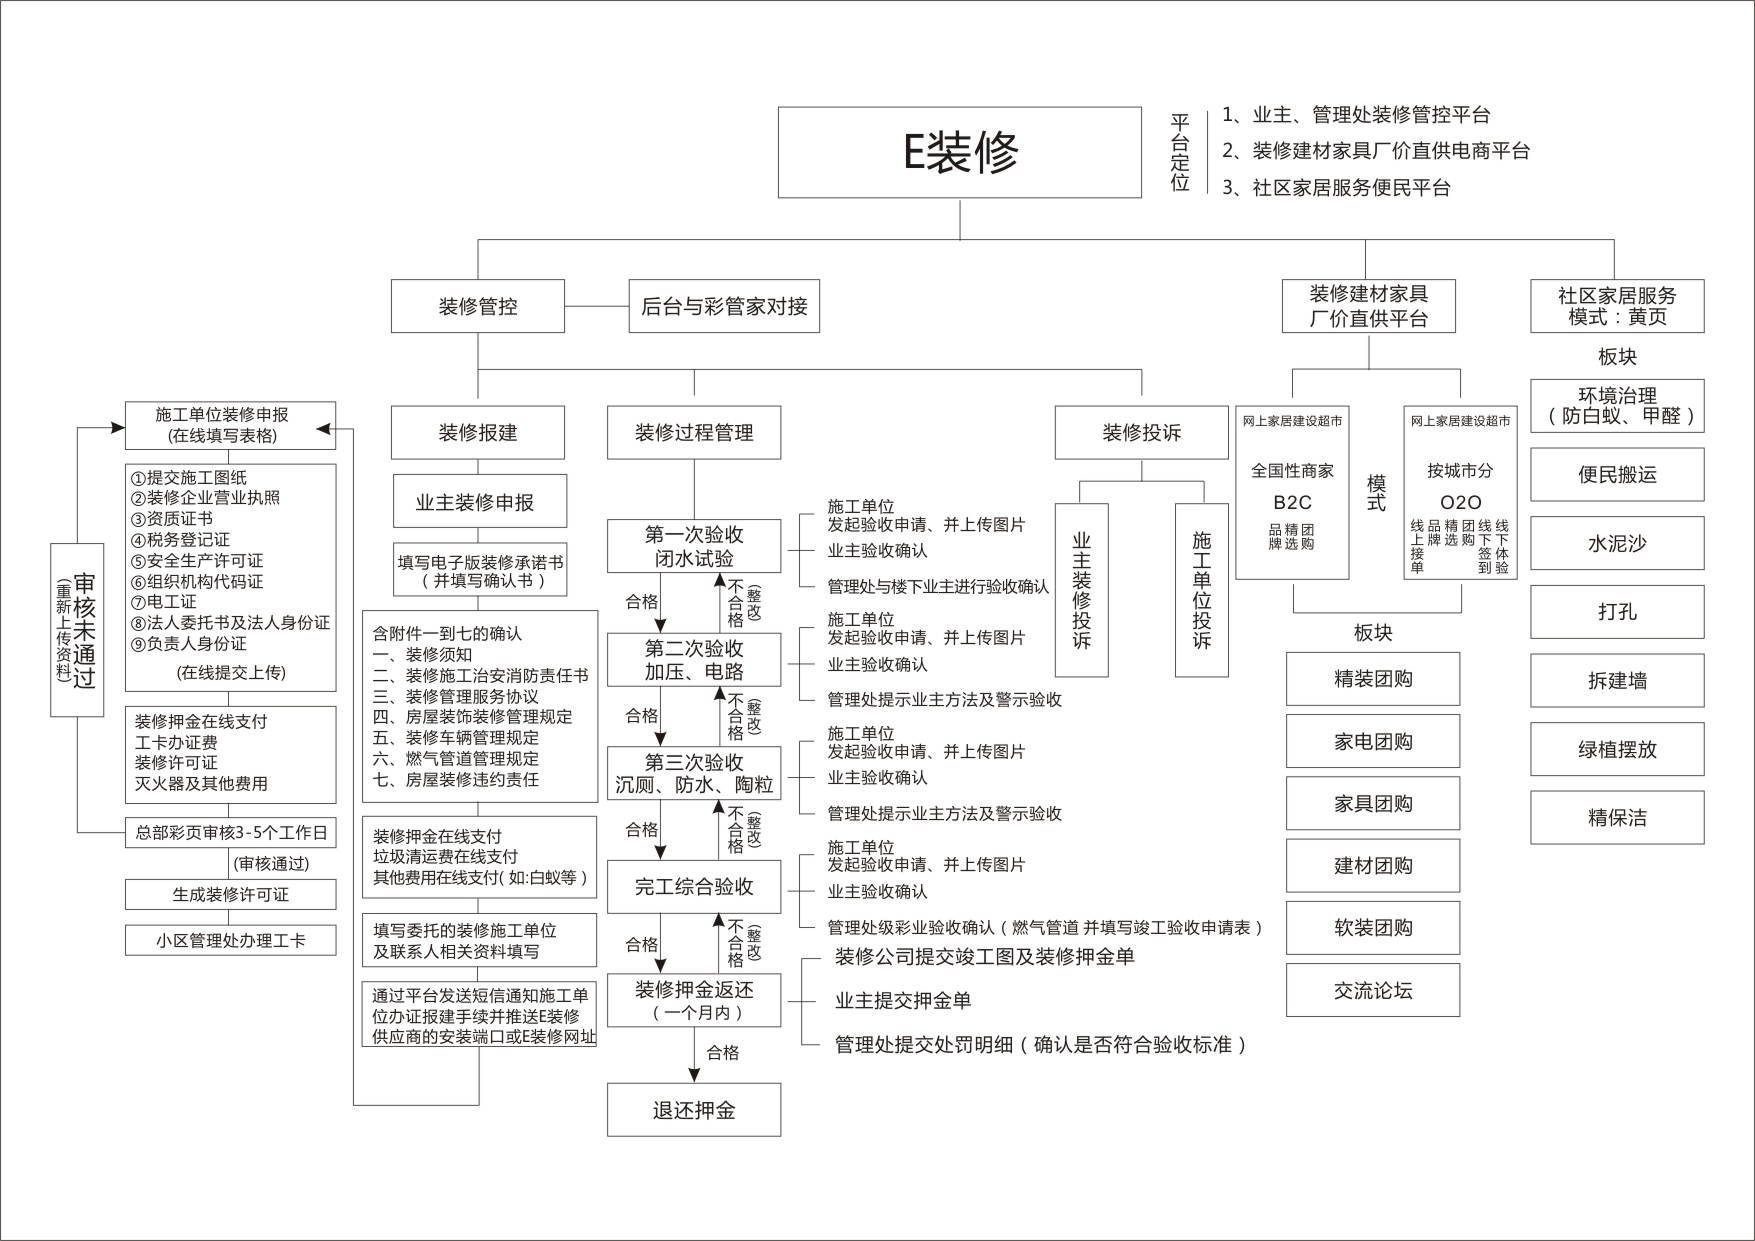 E装修
平台定位
1、业主、管理处装修管控平台
2、装修建材家具厂价直供电商平台
3、社区家居服务便民平台
装修管控
后台与彩管家对接
装修建材家具
厂价直供平台
社区家居服务
模式：黄页
板块
施工单位装修申报
(在线填写表格)
①提交施工图纸
②装修企业营业执照
③资质证书
④税务登记证
⑤安全生产许可证
⑥组织机构代码证
⑦电工证
⑧法人委托书及法人身份证
⑨负责人身份证
(在线提交上传)
审核未通过
(重新上传资料)
装修押金在线支付
工卡办证费
装修许可证
灭火器及其他费用
总部彩页审核3-5个工作日
(审核通过)
生成装修许可证
小区管理处办理工卡
装修报建
业主装修申报
填写电子版装修承诺书
（并填写确认书）
含附件一到七的确认
一、装修须知
二、装修施工治安消防责任书
三、装修管理服务协议
四、房屋装饰装修管理规定
五、装修车辆管理规定
六、燃气管道管理规定
七、房屋装修违约责任
装修押金在线支付
垃圾清运费在线支付
其他费用在线支付( 如:白蚁等 )
填写委托的装修施工单位
及联系人相关资料填写
通过平台发送短信通知施工单
位办证报建手续并推送E装修
供应商的安装端口或E装修网址
装修过程管理
第一次验收
闭水试验
合格
不合格
(整改)
第二次验收
加压、电路
合格
不合格
(整改)
第三次验收
沉厕、防水、陶粒
合格
不合格
(整改)
完工综合验收
合格
不合格
(整改)
装修押金返还
（一个月内）
合格
退还押金
施工单位
发起验收申请、并上传图片
业主验收确认
管理处与楼下业主进行验收确认
施工单位
发起验收申请、并上传图片
业主验收确认
管理处提示业主方法及警示验收
施工单位
发起验收申请、并上传图片
业主验收确认
管理处提示业主方法及警示验收
施工单位
发起验收申请、并上传图片
业主验收确认
管理处级彩业验收确认（燃气管道 并填写竣工验收申请表）
装修公司提交竣工图及装修押金单
业主提交押金单
管理处提交处罚明细（确认是否符合验收标准）
装修投诉
业主装修投诉
施工单位投诉
网上家居建设超市
全国性商家
B2C
品牌
精选
团购
模式
网上家居建设超市
按城市分
O2O
线上接单
品牌
精选
团购
线下签到
线下体验
板块
精装团购
家电团购
家具团购
建材团购
软装团购
交流论坛
环境治理
（防白蚁、甲醛）
便民搬运
水泥沙
打孔
拆建墙
绿植摆放
精保洁